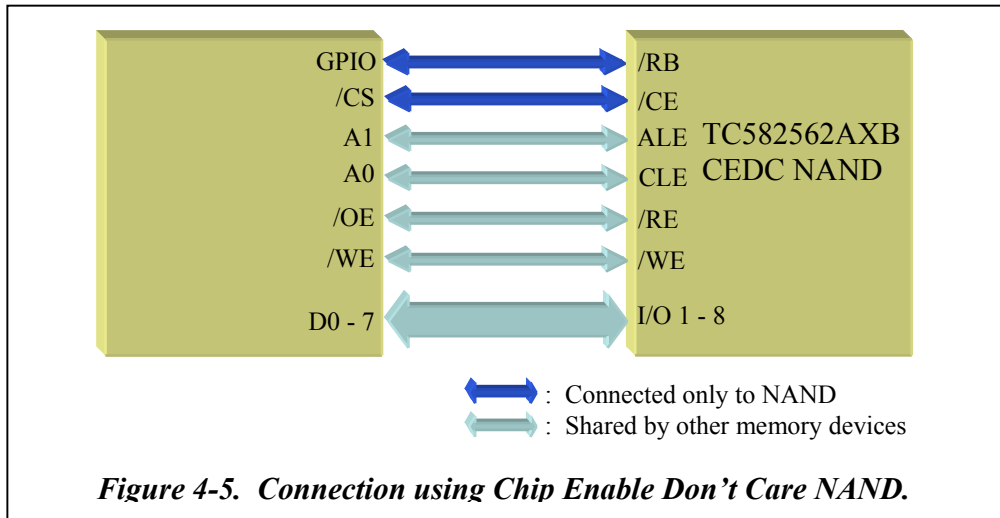 GPIO /RB
/CS /CE
A1 ALE TC582562AXB
A0 CLE CEDC NAND
/OE /RE
/WE /WE
D0 - 7 I/O 1 - 8
: Connected only to NAND
: Shared by other memory devices
Figure 4-5. Connection using Chip Enable Don’t Care NAND.